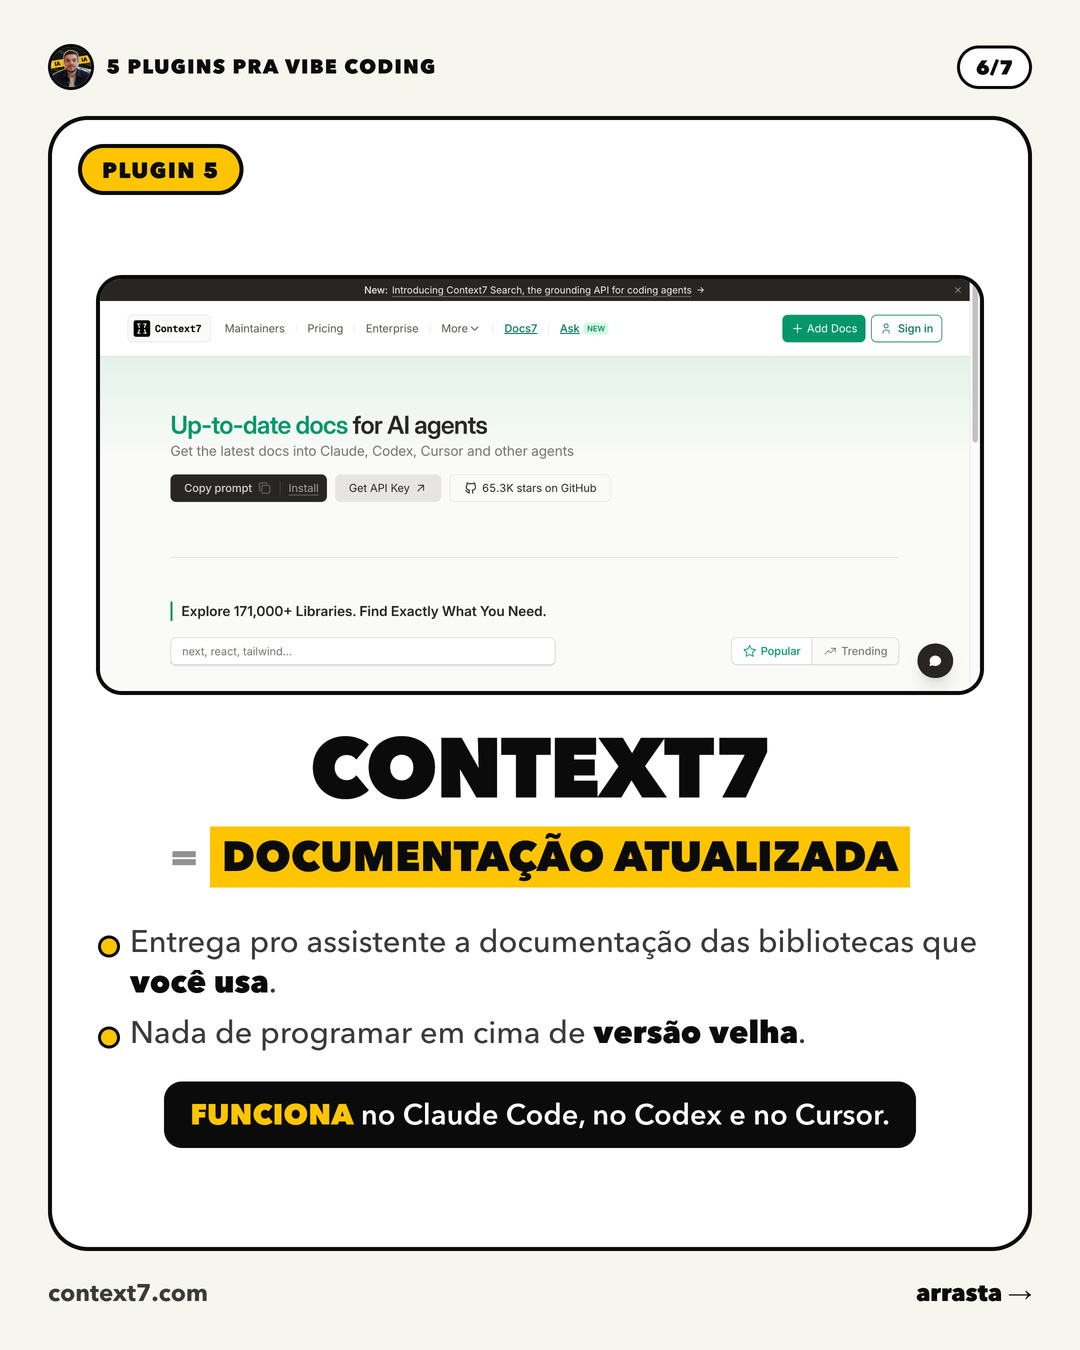 5 PLUGINS PRA VIBE CODING
6/7
PLUGIN 5
New: Introducing Context7 Search, the grounding API for coding agents →
Context7
Maintainers
Pricing
Enterprise
More
Docs7
Ask NEW
+ Add Docs
Sign in
Up-to-date docs for AI agents
Get the latest docs into Claude, Codex, Cursor and other agents
Copy prompt
Install
Get API Key ↗
65.3K stars on GitHub
Explore 171,000+ Libraries. Find Exactly What You Need.
next, react, tailwind...
Popular
Trending
CONTEXT7
= DOCUMENTAÇÃO ATUALIZADA
Entrega pro assistente a documentação das bibliotecas que
você usa.
Nada de programar em cima de versão velha.
FUNCIONA no Claude Code, no Codex e no Cursor.
context7.com
arrasta →